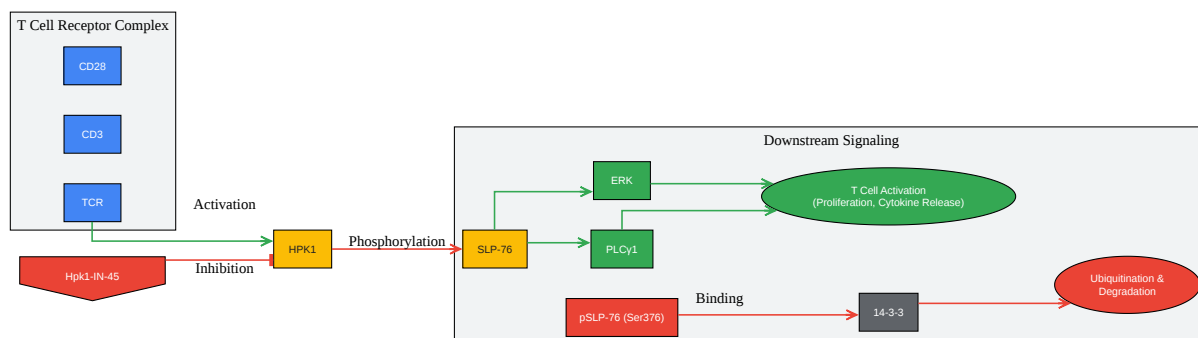 T Cell Receptor Complex
CD28
CD3
TCR
Hpk1-IN-45
Activation
Inhibition
HPK1
Phosphorylation
Downstream Signaling
SLP-76
ERK
PLCγ1
T Cell Activation
(Proliferation, Cytokine Release)
pSLP-76 (Ser376)
Binding
14-3-3
Ubiquitination &
Degradation